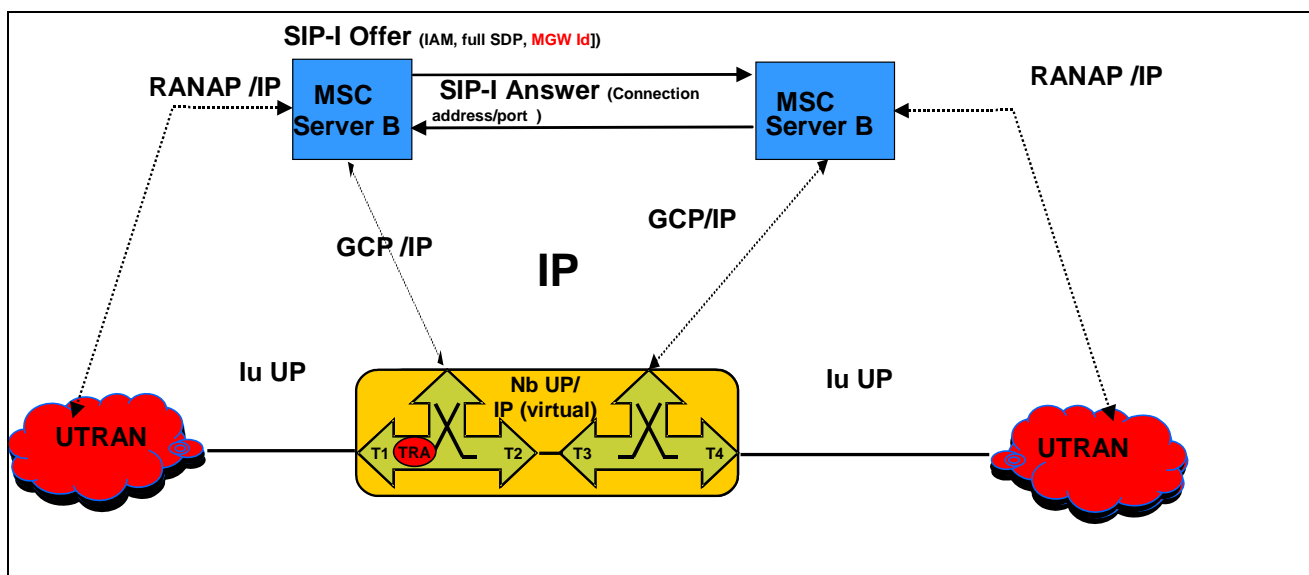 SIP-I Offer (IAM, full SDP, MGW Id])
RANAP /IP
MSC
Server B
SIP-I Answer (Connection
address/port )
MSC
Server B
RANAP /IP
GCP /IP
GCP/IP
IP
Iu UP
Nb UP/
IP (virtual)
Iu UP
UTRAN
T1
TRA
T2
T3
T4
UTRAN